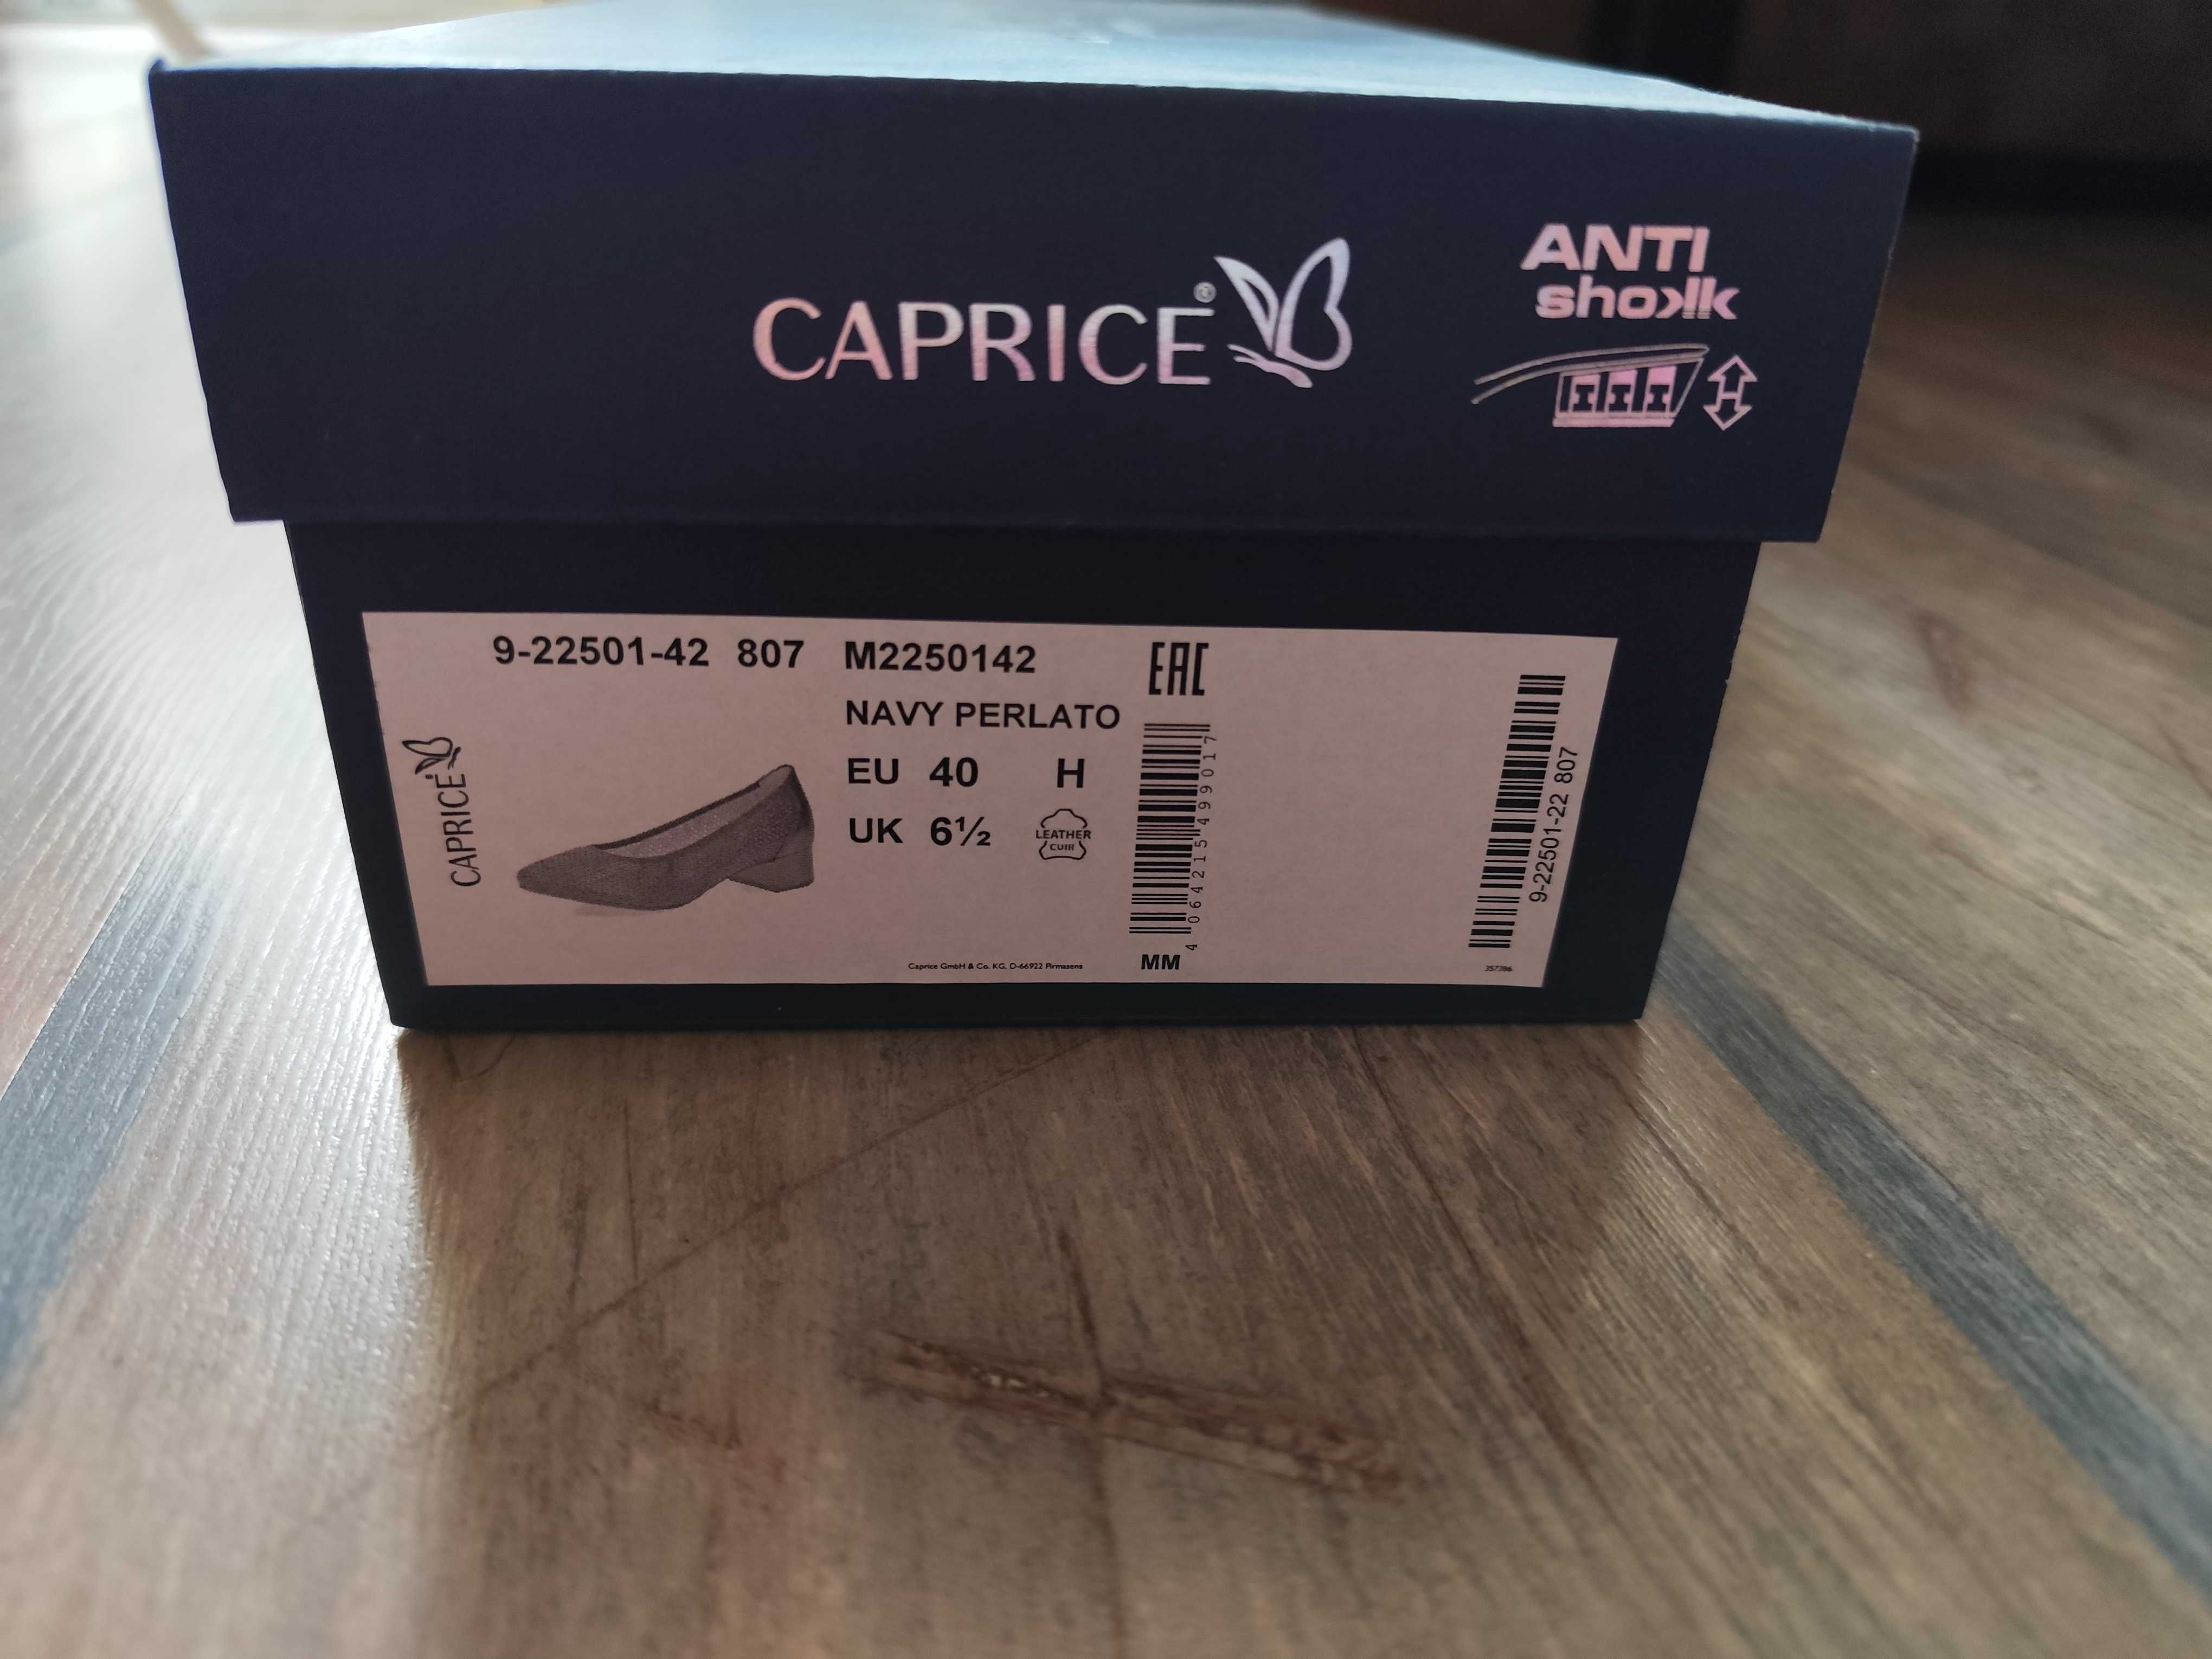 CAPRICE®
ANTI
shokk
9-22501-42 807 M2250142
NAVY PERLATO
EU 40 H
UK 6½
LEATHER
CUIR
EAC
4 064215 499017
MM
CAPRICE
Caprice GmbH & Co. KG, D-66922 Pirmasens
9-22501-22 807
357386